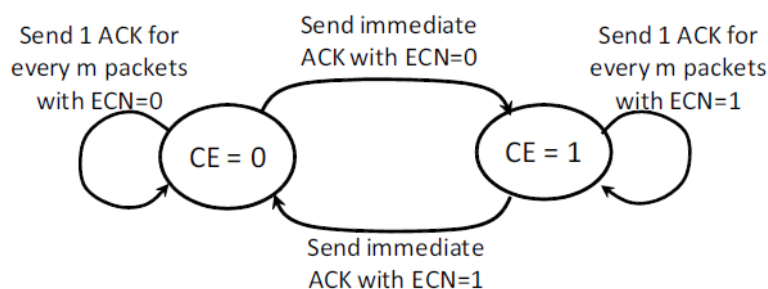 Send 1 ACK for
every m packets
with ECN=0
Send immediate
ACK with ECN=0
Send 1 ACK for
every m packets
with ECN=1
CE = 0
CE = 1
Send immediate
ACK with ECN=1